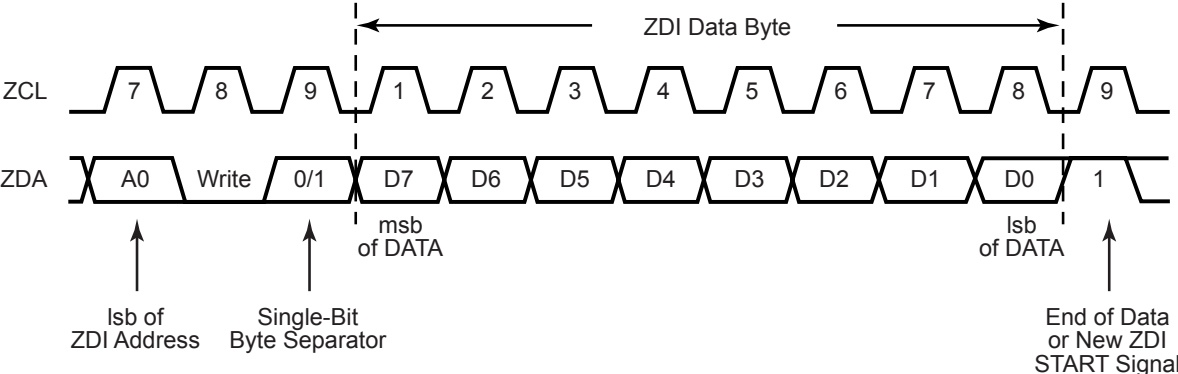 ZDI Data Byte
ZCL 7 8 9 1 2 3 4 5 6 7 8 9
ZDA A0 Write 0/1 D7 D6 D5 D4 D3 D2 D1 D0 1
msb
of DATA
lsb
of DATA
lsb of
ZDI Address
Single-Bit
Byte Separator
End of Data
or New ZDI
START Signal